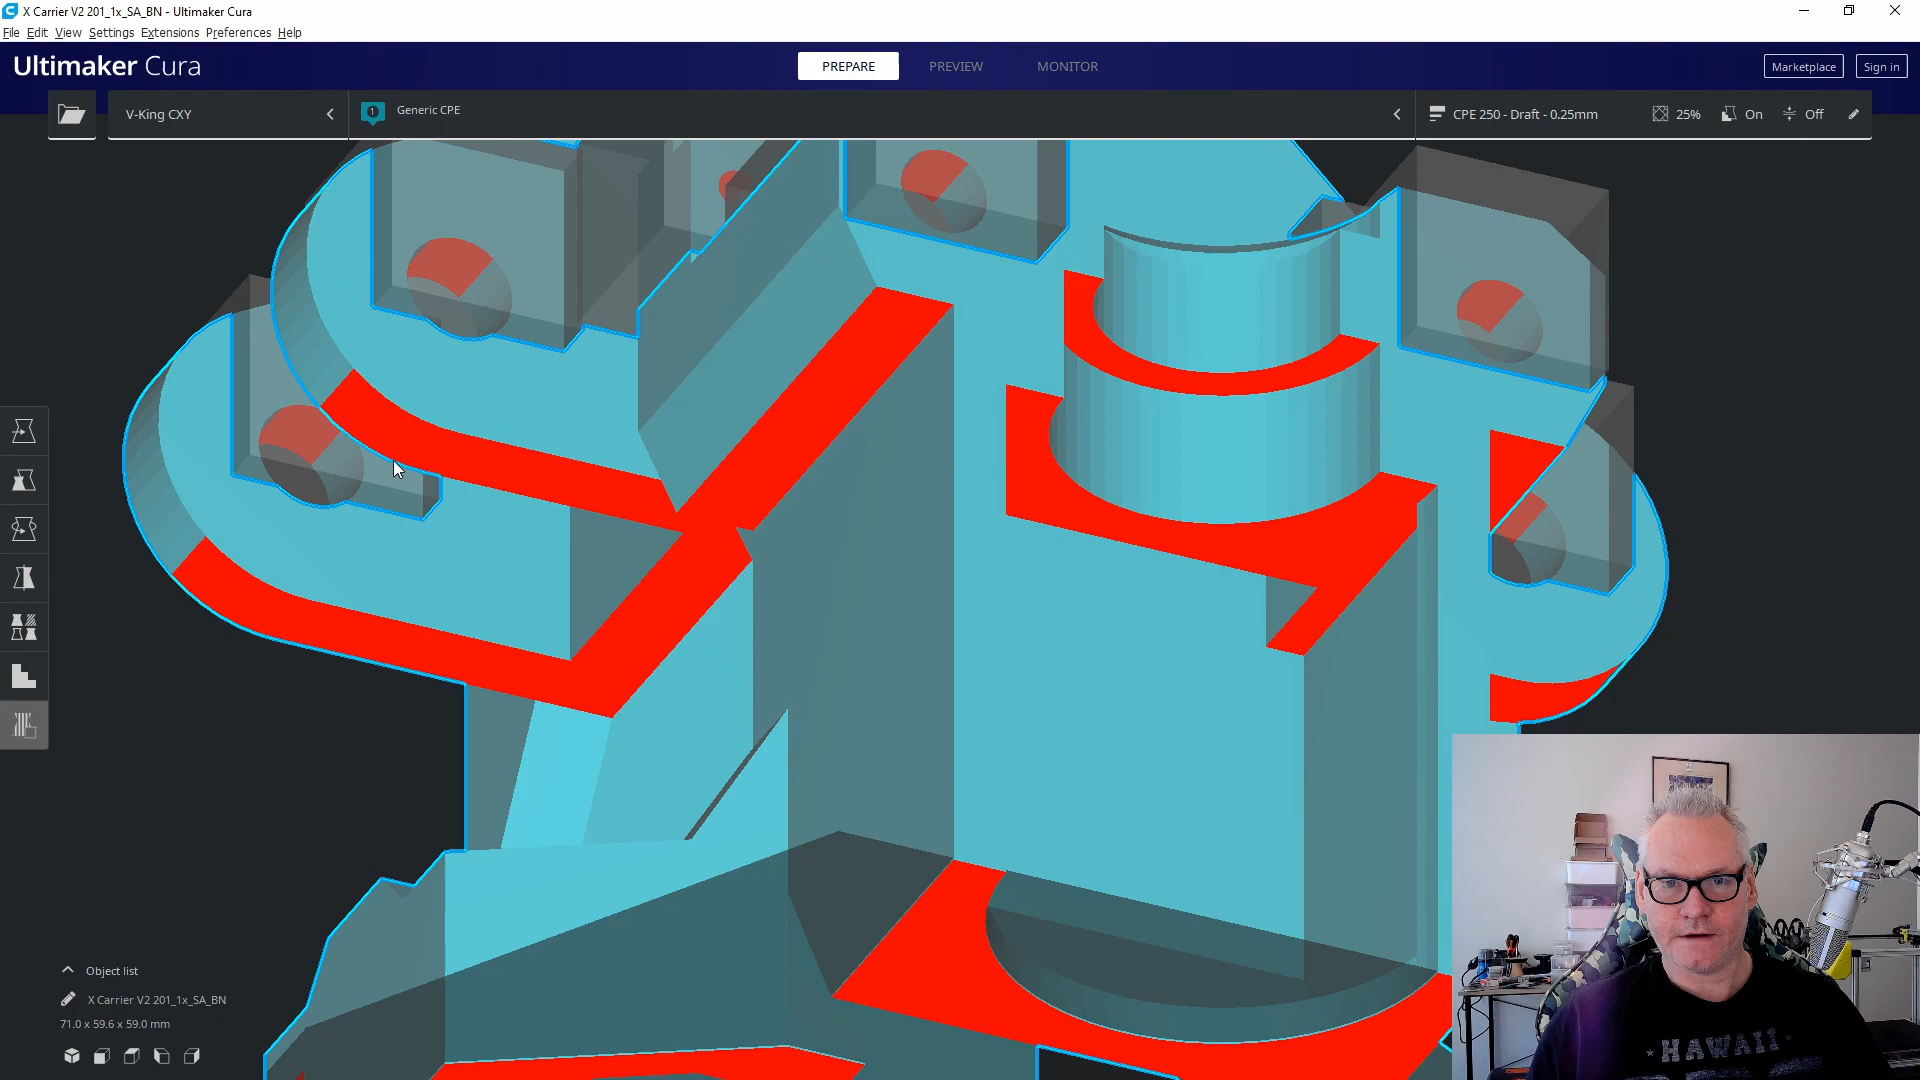 X Carrier V2 201_1x_SA_BN - Ultimaker Cura
File Edit View Settings Extensions Preferences Help
Ultimaker Cura
PREPARE
PREVIEW
MONITOR
Marketplace
Sign in
V-King CXY
1
Generic CPE
CPE 250 - Draft - 0.25mm
25%
On
Off
Object list
X Carrier V2 201_1x_SA_BN
71.0 x 59.6 x 59.0 mm
HAWAII